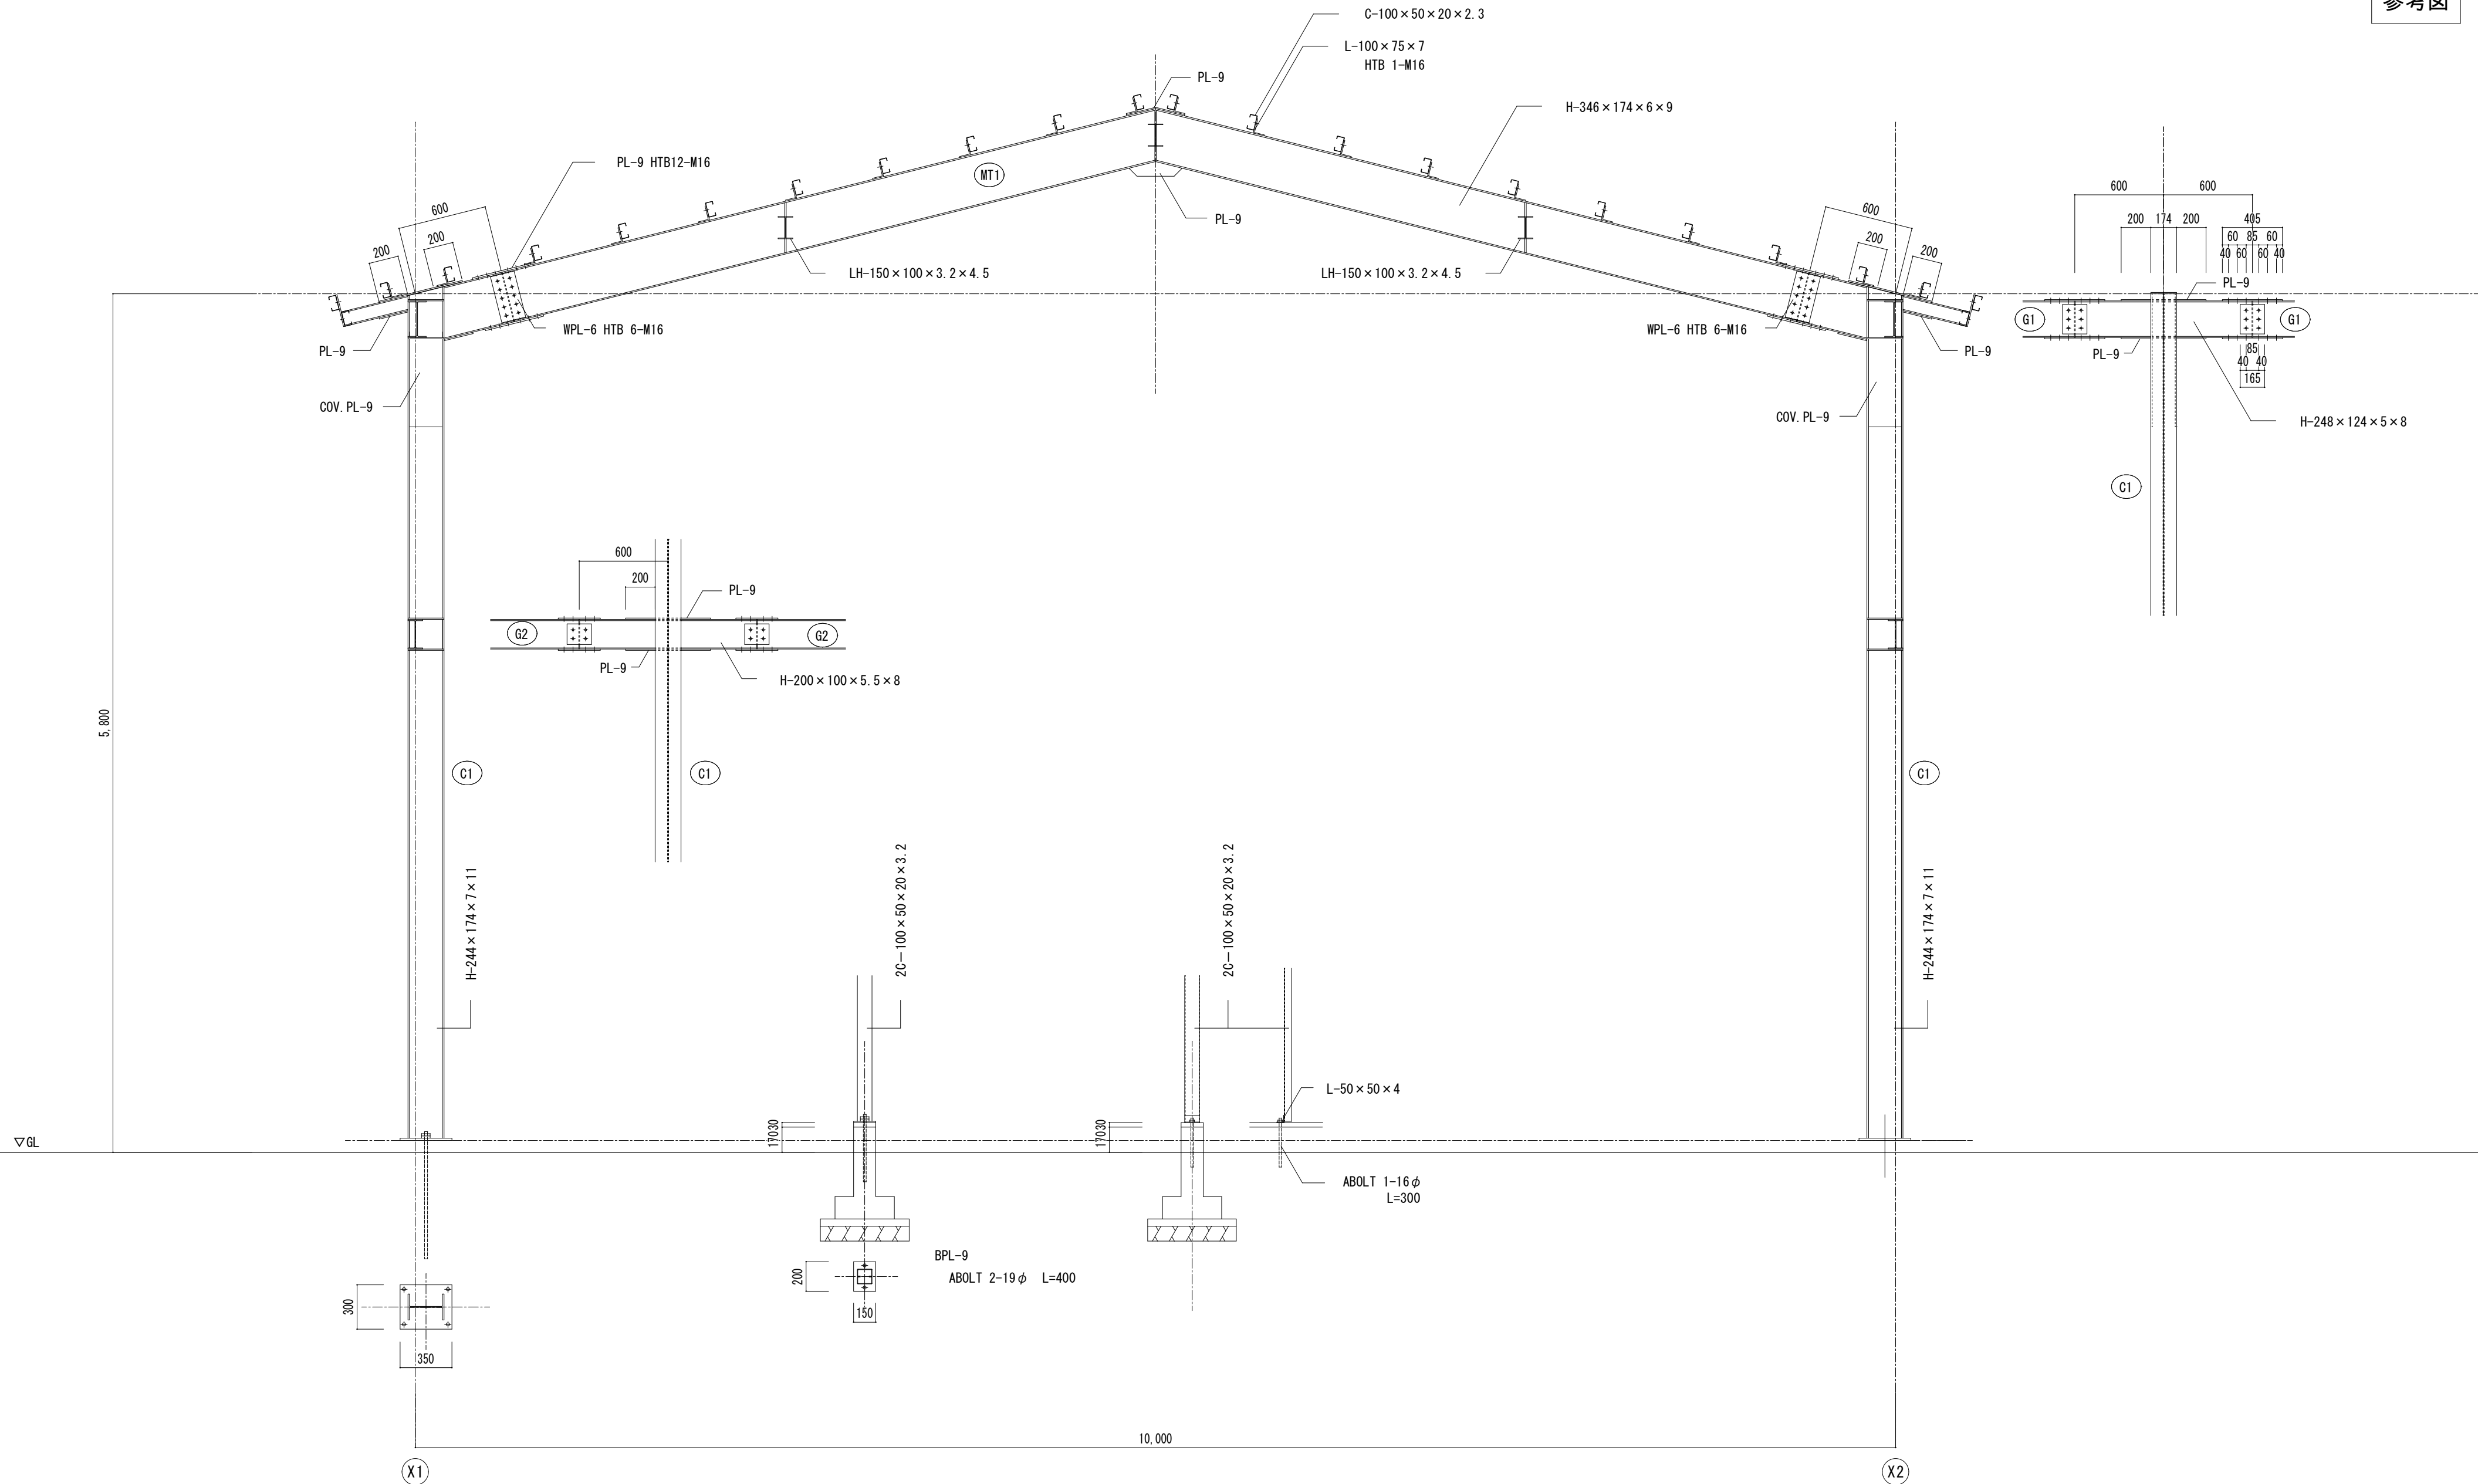 参考図
C-100×50×20×2.3
L-100×75×7
HTB 1-M16
PL-9
H-346×174×6×9
PL-9 HTB12-M16
MT1
PL-9
600
200
200
LH-150×100×3.2×4.5
LH-150×100×3.2×4.5
WPL-6 HTB 6-M16
WPL-6 HTB 6-M16
600
200
200
PL-9
PL-9
COV.PL-9
COV.PL-9
600
600
200
174
200
405
60
85
60
40
60
60
40
PL-9
G1
G1
PL-9
85
40
40
165
H-248×124×5×8
C1
5,800
600
200
PL-9
G2
G2
PL-9
H-200×100×5.5×8
C1
C1
C1
H-244×174×7×11
2C-100×50×20×3.2
2C-100×50×20×3.2
H-244×174×7×11
L-50×50×4
17030
17030
▽GL
ABOLT 1-16φ
L=300
BPL-9
ABOLT 2-19φ L=400
200
150
300
350
10,000
X1
X2